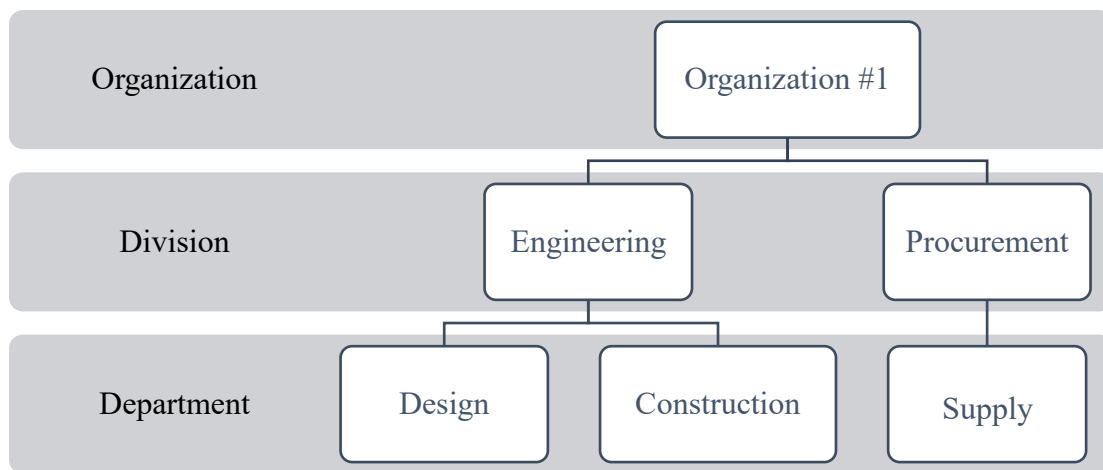 Organization
Organization #1
Division
Engineering
Procurement
Department
Design
Construction
Supply